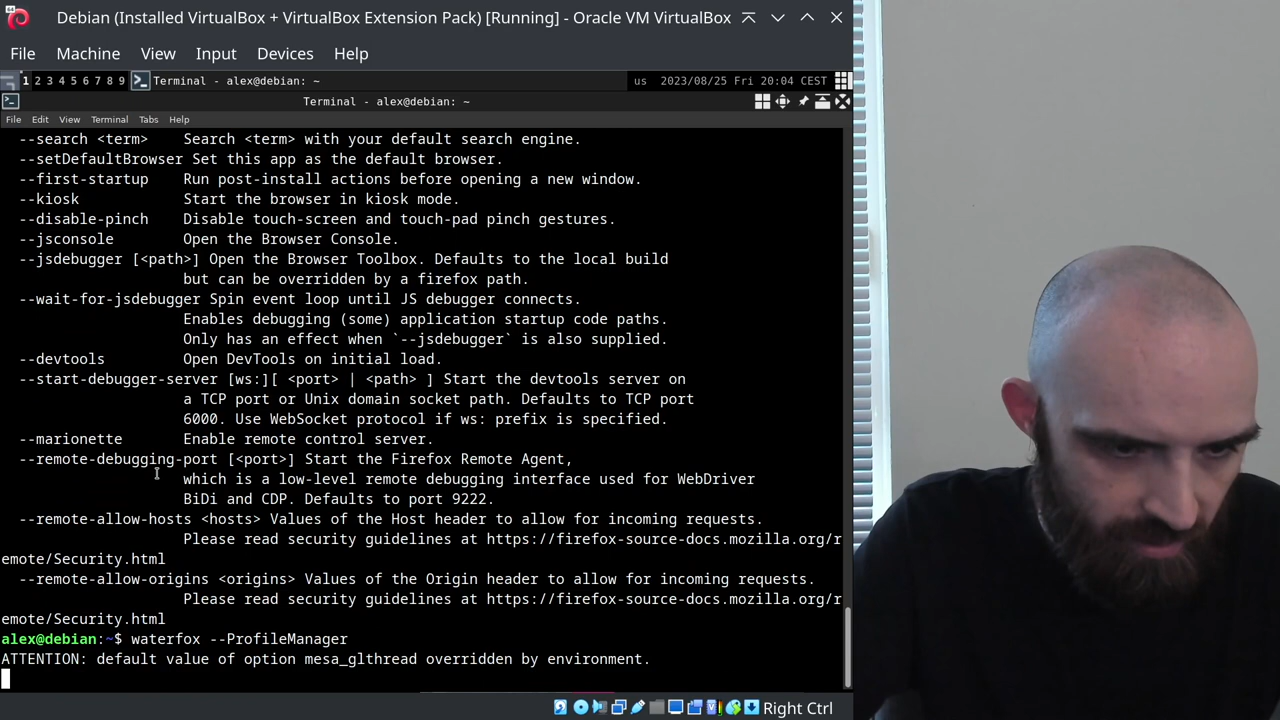 Debian (Installed VirtualBox + VirtualBox Extension Pack) [Running] - Oracle VM VirtualBox
File Machine View Input Devices Help
1 2 3 4 5 6 7 8 9 Terminal - alex@debian: ~ us 2023/08/25 Fri 20:04 CEST
Terminal - alex@debian: ~
File Edit View Terminal Tabs Help
--search <term> Search <term> with your default search engine.
--setDefaultBrowser Set this app as the default browser.
--first-startup Run post-install actions before opening a new window.
--kiosk Start the browser in kiosk mode.
--disable-pinch Disable touch-screen and touch-pad pinch gestures.
--jsconsole Open the Browser Console.
--jsdebugger [<path>] Open the Browser Toolbox. Defaults to the local build
but can be overridden by a firefox path.
--wait-for-jsdebugger Spin event loop until JS debugger connects.
Enables debugging (some) application startup code paths.
Only has an effect when `--jsdebugger` is also supplied.
--devtools Open DevTools on initial load.
--start-debugger-server [ws:][ <port> | <path> ] Start the devtools server on
a TCP port or Unix domain socket path. Defaults to TCP port
6000. Use WebSocket protocol if ws: prefix is specified.
--marionette Enable remote control server.
--remote-debugging-port [<port>] Start the Firefox Remote Agent,
which is a low-level remote debugging interface used for WebDriver
BiDi and CDP. Defaults to port 9222.
--remote-allow-hosts <hosts> Values of the Host header to allow for incoming requests.
Please read security guidelines at https://firefox-source-docs.mozilla.org/r
emote/Security.html
--remote-allow-origins <origins> Values of the Origin header to allow for incoming requests.
Please read security guidelines at https://firefox-source-docs.mozilla.org/r
emote/Security.html
alex@debian:~$ waterfox --ProfileManager
ATTENTION: default value of option mesa_glthread overridden by environment.
Right Ctrl